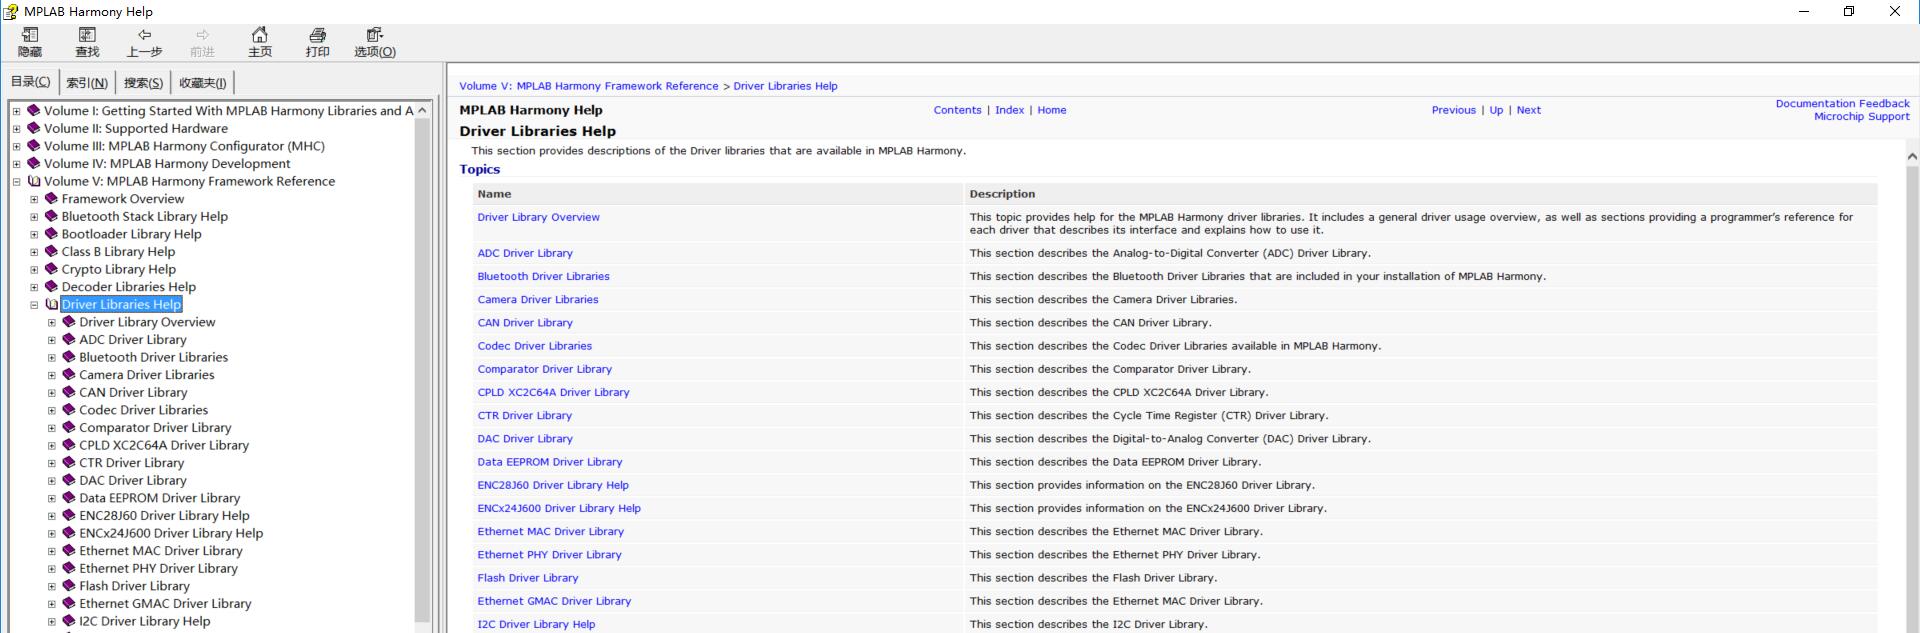 MPLAB Harmony Help
隐藏 查找 上一步 前进 主页 打印 选项(O)
目录(C) 索引(N) 搜索(S) 收藏夹(I)
Volume I: Getting Started With MPLAB Harmony Libraries and A
Volume II: Supported Hardware
Volume III: MPLAB Harmony Configurator (MHC)
Volume IV: MPLAB Harmony Development
Volume V: MPLAB Harmony Framework Reference
Framework Overview
Bluetooth Stack Library Help
Bootloader Library Help
Class B Library Help
Crypto Library Help
Decoder Libraries Help
Driver Libraries Help
Driver Library Overview
ADC Driver Library
Bluetooth Driver Libraries
Camera Driver Libraries
CAN Driver Library
Codec Driver Libraries
Comparator Driver Library
CPLD XC2C64A Driver Library
CTR Driver Library
DAC Driver Library
Data EEPROM Driver Library
ENC28J60 Driver Library Help
ENCx24J600 Driver Library Help
Ethernet MAC Driver Library
Ethernet PHY Driver Library
Flash Driver Library
Ethernet GMAC Driver Library
I2C Driver Library Help
Volume V: MPLAB Harmony Framework Reference > Driver Libraries Help
MPLAB Harmony Help Contents | Index | Home Previous | Up | Next Documentation Feedback
Microchip Support
Driver Libraries Help
This section provides descriptions of the Driver libraries that are available in MPLAB Harmony.
Topics
Name Description
Driver Library Overview This topic provides help for the MPLAB Harmony driver libraries. It includes a general driver usage overview, as well as sections providing a programmer's reference for
each driver that describes its interface and explains how to use it.
ADC Driver Library This section describes the Analog-to-Digital Converter (ADC) Driver Library.
Bluetooth Driver Libraries This section describes the Bluetooth Driver Libraries that are included in your installation of MPLAB Harmony.
Camera Driver Libraries This section describes the Camera Driver Libraries.
CAN Driver Library This section describes the CAN Driver Library.
Codec Driver Libraries This section describes the Codec Driver Libraries available in MPLAB Harmony.
Comparator Driver Library This section describes the Comparator Driver Library.
CPLD XC2C64A Driver Library This section describes the CPLD XC2C64A Driver Library.
CTR Driver Library This section describes the Cycle Time Register (CTR) Driver Library.
DAC Driver Library This section describes the Digital-to-Analog Converter (DAC) Driver Library.
Data EEPROM Driver Library This section describes the Data EEPROM Driver Library.
ENC28J60 Driver Library Help This section provides information on the ENC28J60 Driver Library.
ENCx24J600 Driver Library Help This section provides information on the ENCx24J600 Driver Library.
Ethernet MAC Driver Library This section describes the Ethernet MAC Driver Library.
Ethernet PHY Driver Library This section describes the Ethernet PHY Driver Library.
Flash Driver Library This section describes the Flash Driver Library.
Ethernet GMAC Driver Library This section describes the Ethernet MAC Driver Library.
I2C Driver Library Help This section describes the I2C Driver Library.